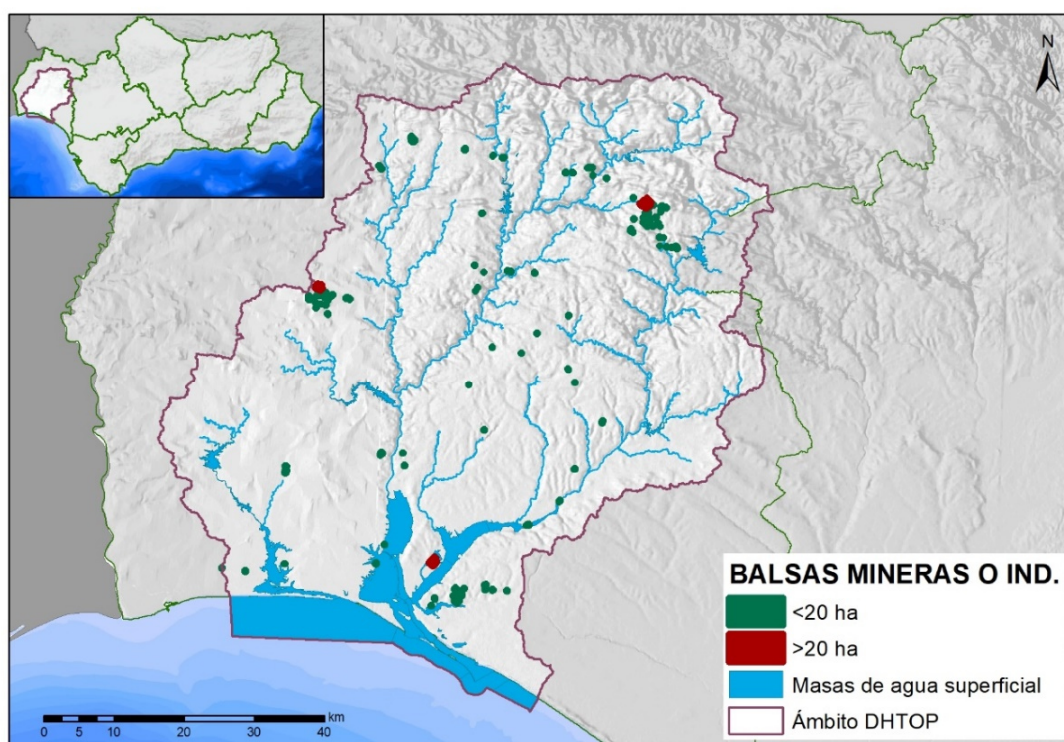 N
BALSAS MINERAS O IND.
<20 ha
>20 ha
Masas de agua superficial
Ámbito DHTOP
km
0 5 10 20 30 40